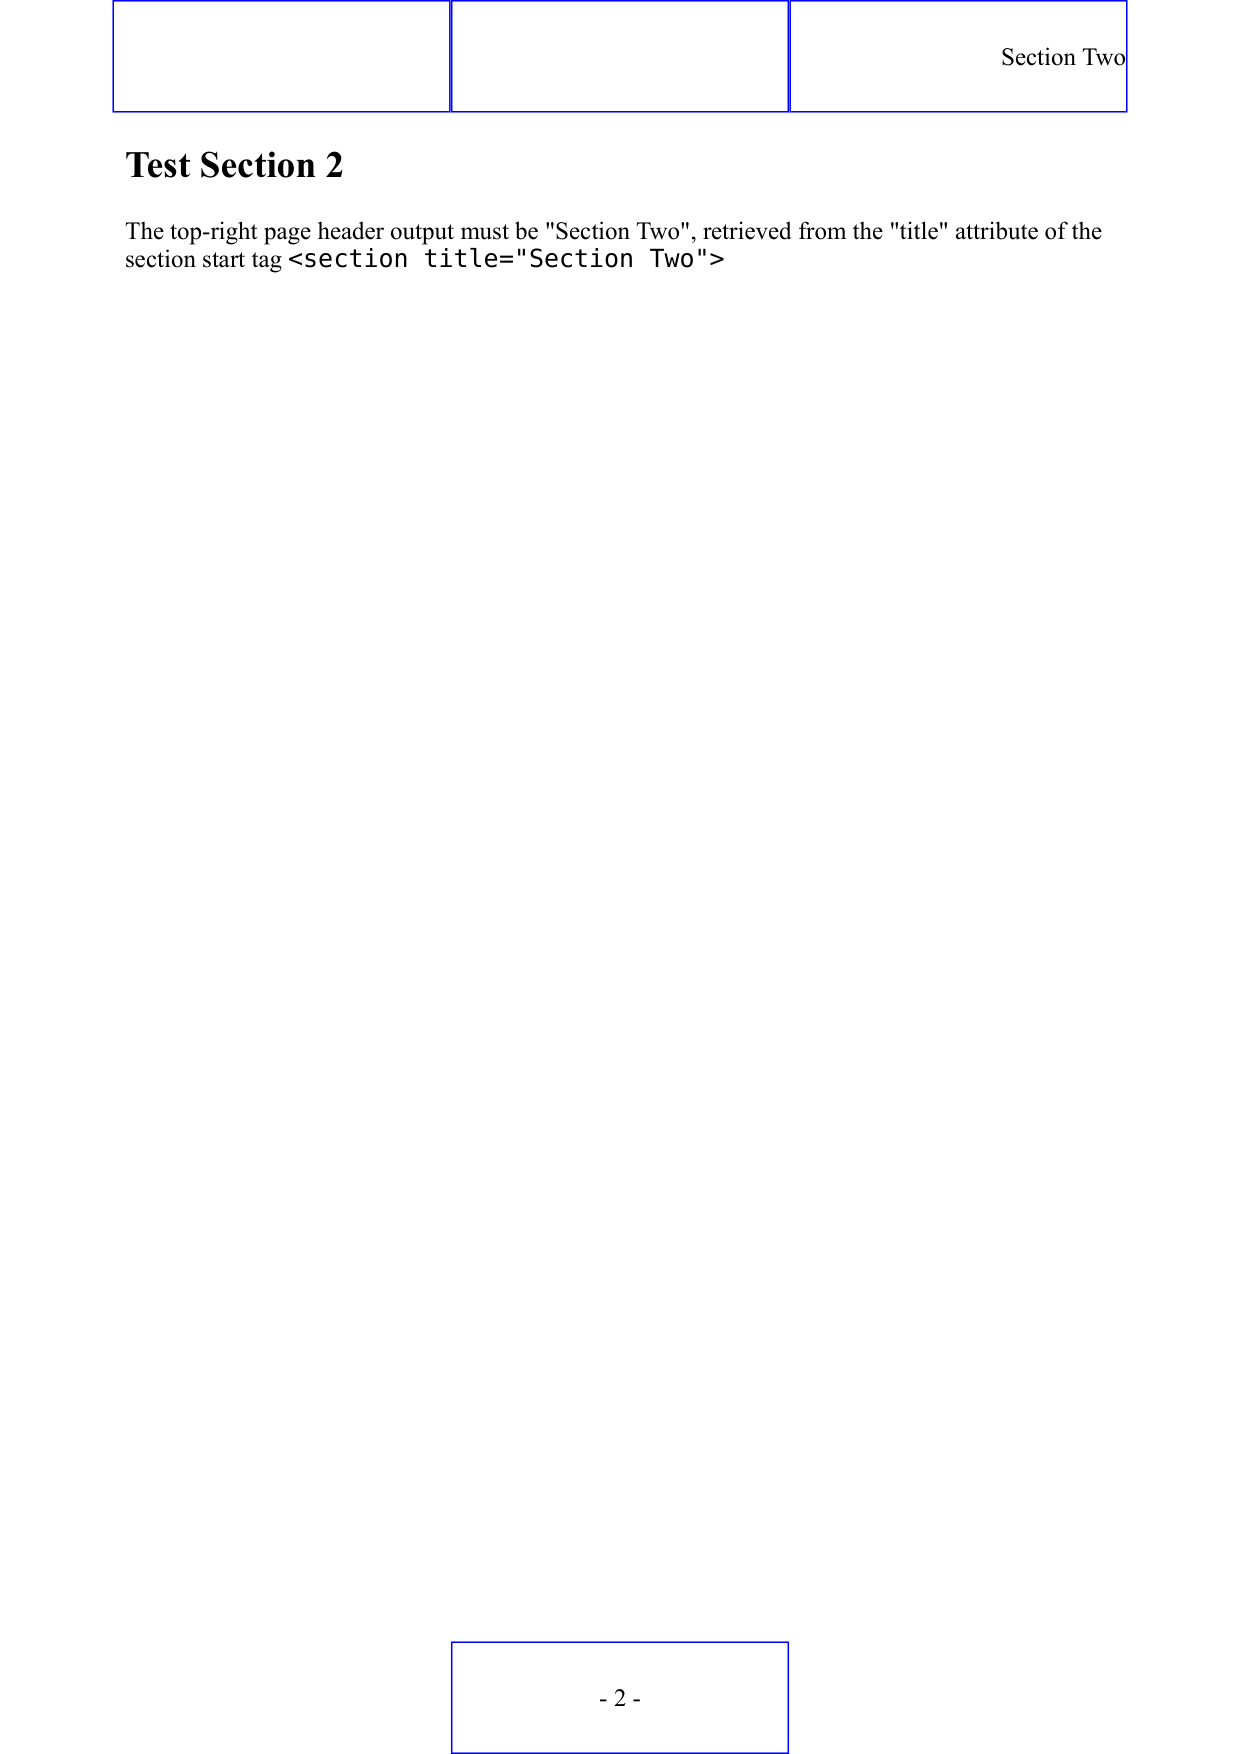 Section Two
Test Section 2
The top-right page header output must be "Section Two", retrieved from the "title" attribute of the
section start tag <section title="Section Two">
- 2 -